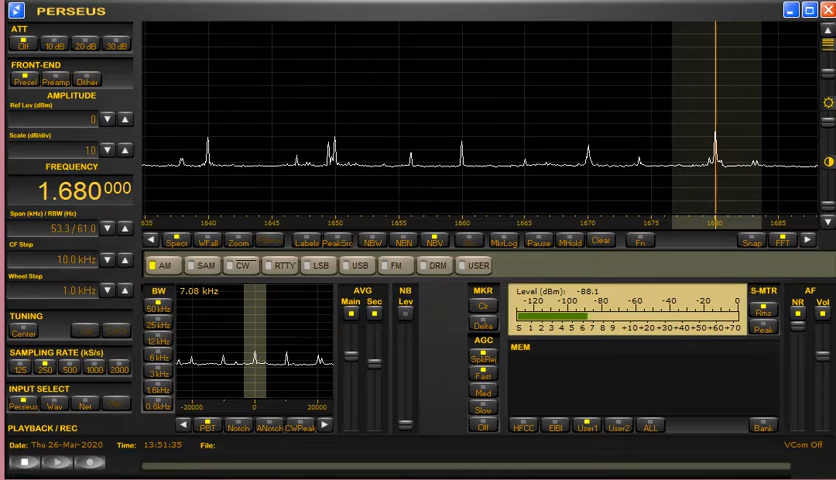 PERSEUS
ATT
Off 10 dB 20 dB 30 dB
FRONT-END
Presel Preamp Dither
AMPLITUDE
Ref Lev (dBm)
0
Scale (dB/div)
10
FREQUENCY
1.680000
Span (kHz) / RBW (Hz)
53.3 / 61.0
CF Step
10.0 kHz
Wheel Step
1.0 kHz
TUNING
Center
SAMPLING RATE (kS/s)
125 250 500 1000 2000
INPUT SELECT
Perseus Wav Net
635 1640 1645 1650 1655 1660 1665 1670 1675 1680 1685
Spect WFall Zoom Labels PeakSrc NBW NBN NBV MkrLog Pause MHold Clear Fn Snap FFT
AM SAM CW RTTY LSB USB FM DRM USER
BW
50 kHz
25 kHz
12 kHz
6 kHz
3 kHz
1.6kHz
0.8kHz
7.08 kHz
-20000 0 20000
PBT Notch ANotch CWPeak
AVG
Main Sec
NB
Lev
MKR
Clr
Delta
AGC
SpkRej
Fast
Med
Slow
Off
Level (dBm): -88.1
-120 -100 -80 -60 -40 -20 0
S 1 2 3 4 5 6 7 8 9 +10 +20 +30 +40 +50 +60 +70
S-MTR
Rms
Peak
AF
NR Vol
MEM
HFCC EIBI User1 User2 ALL Bank
PLAYBACK / REC
Date: Thu 26-Mar-2020 Time: 13:51:35 File: VCom Off